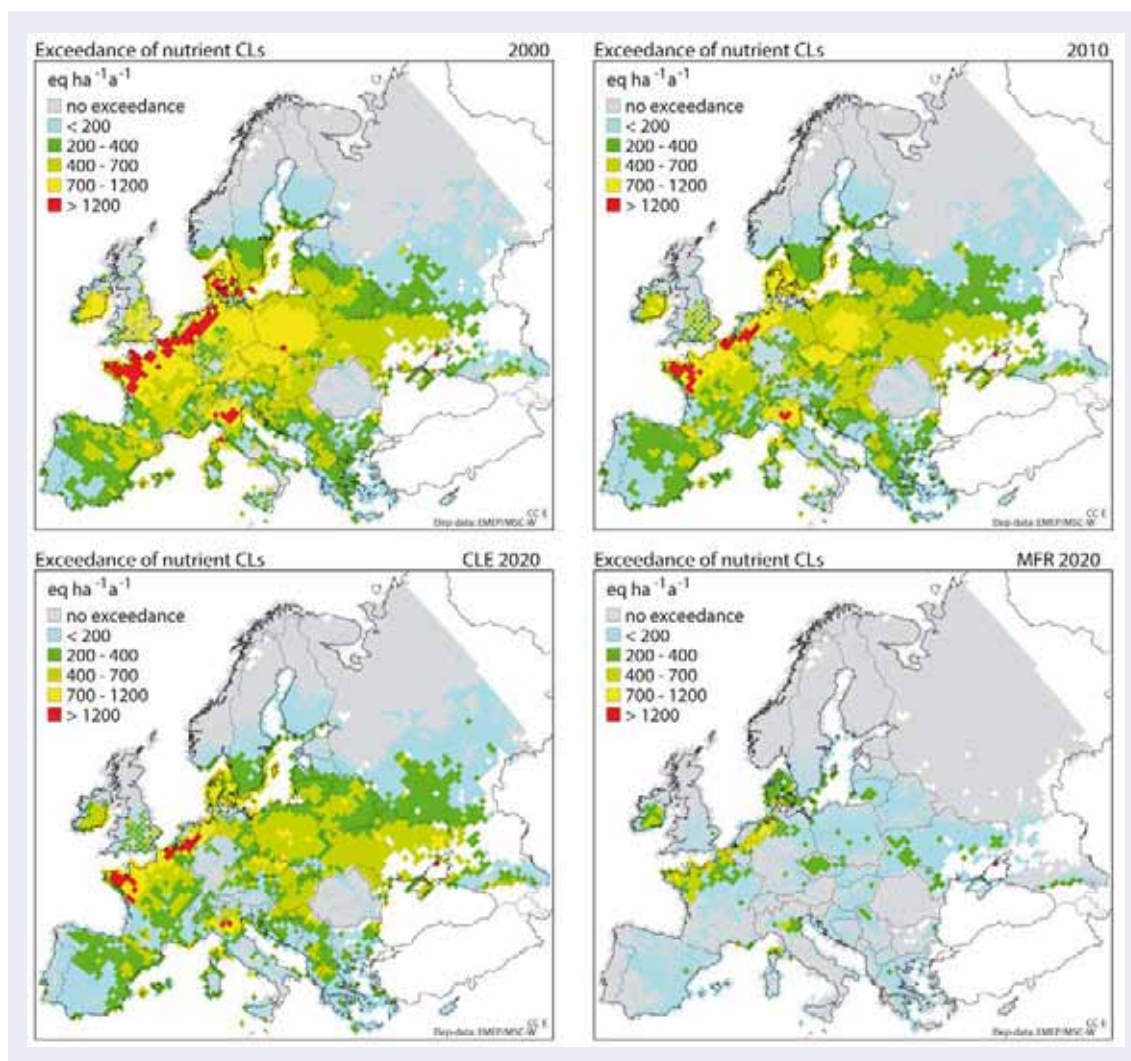 Exceedance of nutrient CLs 2000
eq ha -1a-1
no exceedance
< 200
200 - 400
400 - 700
700 - 1200
> 1200
CCE
Dep-data: EMEP/MSC-W
Exceedance of nutrient CLs 2010
eq ha -1a-1
no exceedance
< 200
200 - 400
400 - 700
700 - 1200
> 1200
CCE
Dep-data: EMEP/MSC-W
Exceedance of nutrient CLs CLE 2020
eq ha -1a-1
no exceedance
< 200
200 - 400
400 - 700
700 - 1200
> 1200
CCE
Dep-data: EMEP/MSC-W
Exceedance of nutrient CLs MFR 2020
eq ha -1a-1
no exceedance
< 200
200 - 400
400 - 700
700 - 1200
> 1200
CCE
Dep-data: EMEP/MSC-W